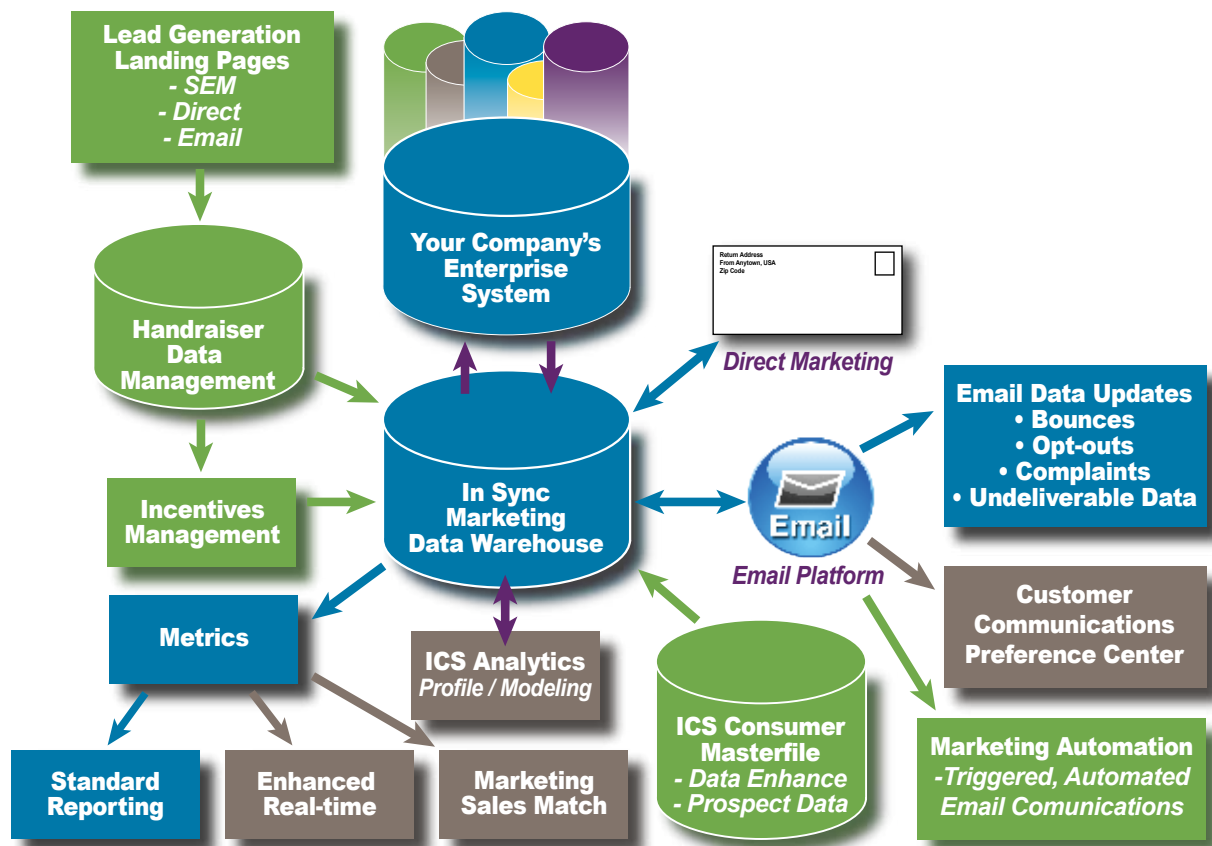 Lead Generation
Landing Pages
- SEM
- Direct
- Email
Your Company's
Enterprise
System
Return Address
From Anytown, USA
Zip Code
Direct Marketing
Handraiser
Data
Management
Incentives
Management
In Sync
Marketing
Data Warehouse
Email
Email Platform
Email Data Updates
• Bounces
• Opt-outs
• Complaints
• Undeliverable Data
Customer
Communications
Preference Center
Metrics
ICS Analytics
Profile / Modeling
ICS Consumer
Masterfile
- Data Enhance
- Prospect Data
Marketing Automation
-Triggered, Automated
Email Comunications
Standard
Reporting
Enhanced
Real-time
Marketing
Sales Match